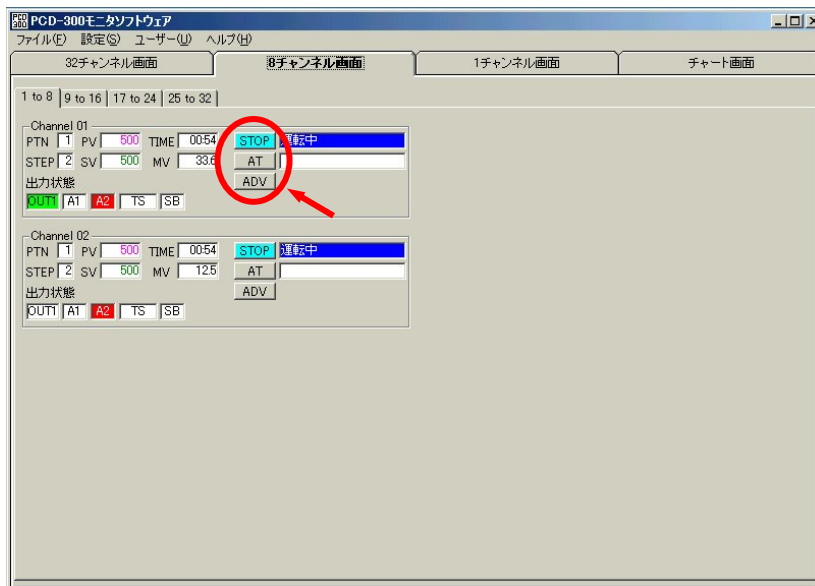 PCD-300モニタソフトウェア
ファイル(F) 設定(S) ユーザー(U) ヘルプ(H)
32チャンネル画面 8チャンネル画面 1チャンネル画面 チャート画面
1 to 8 9 to 16 17 to 24 25 to 32
Channel 01
PTN 1 PV 500 TIME 00:54 STOP 運転中
STEP 2 SV 500 MV 33.6 AT
出力状態 ADV
OUT1 A1 A2 TS SB
Channel 02
PTN 1 PV 500 TIME 00:54 STOP 運転中
STEP 2 SV 500 MV 12.5 AT
出力状態 ADV
OUT1 A1 A2 TS SB